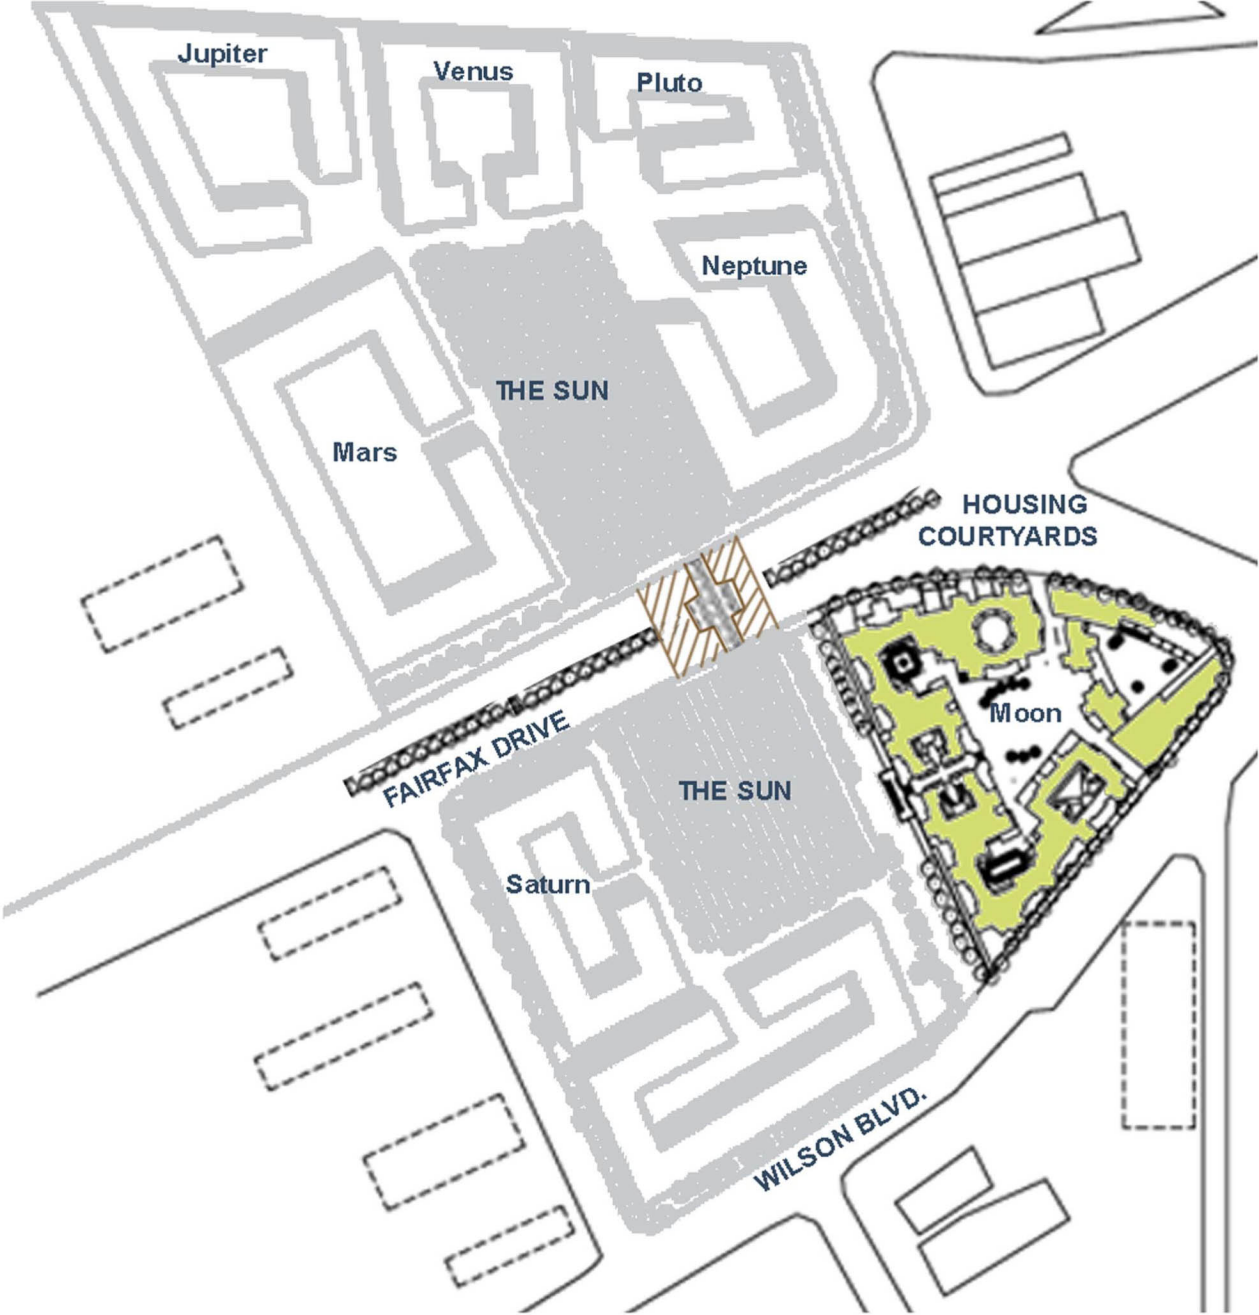 Jupiter
Venus
Pluto
Neptune
THE SUN
Mars
HOUSING
COURTYARDS
Moon
FAIRFAX DRIVE
THE SUN
Saturn
WILSON BLVD.